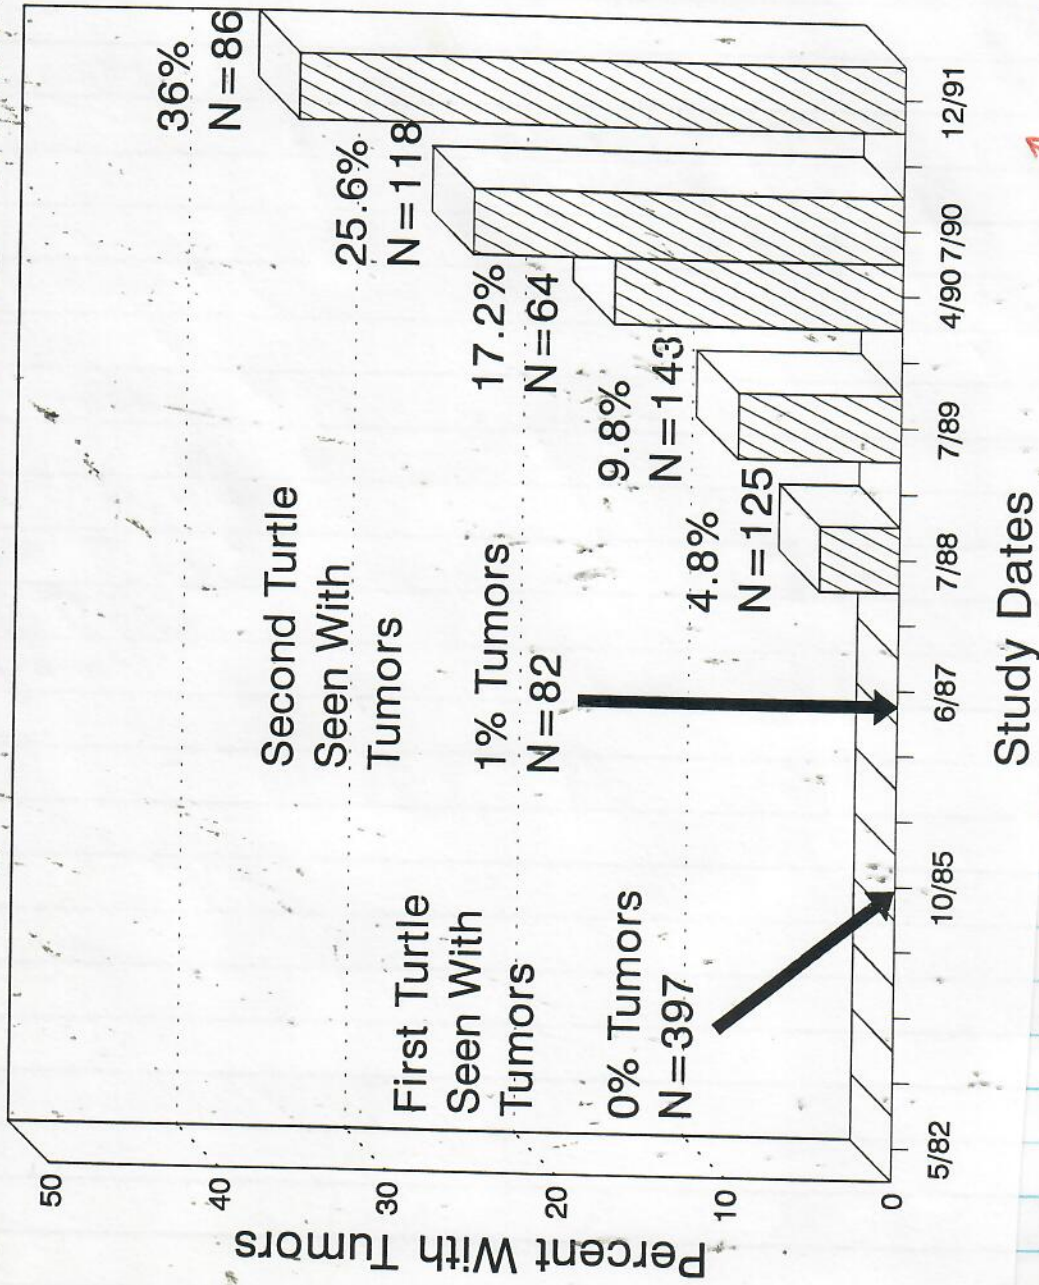 Percent With Tumors
50
40
30
20
10
0
First Turtle
Seen With
Tumors
0% Tumors
N=397
Second Turtle
Seen With
Tumors
1% Tumors
N=82
4.8%
N=125
9.8%
N=143
17.2%
N=64
25.6%
N=118
36%
N=86
5/82
10/85
6/87
7/88
7/89
4/90
7/90
12/91
Study Dates